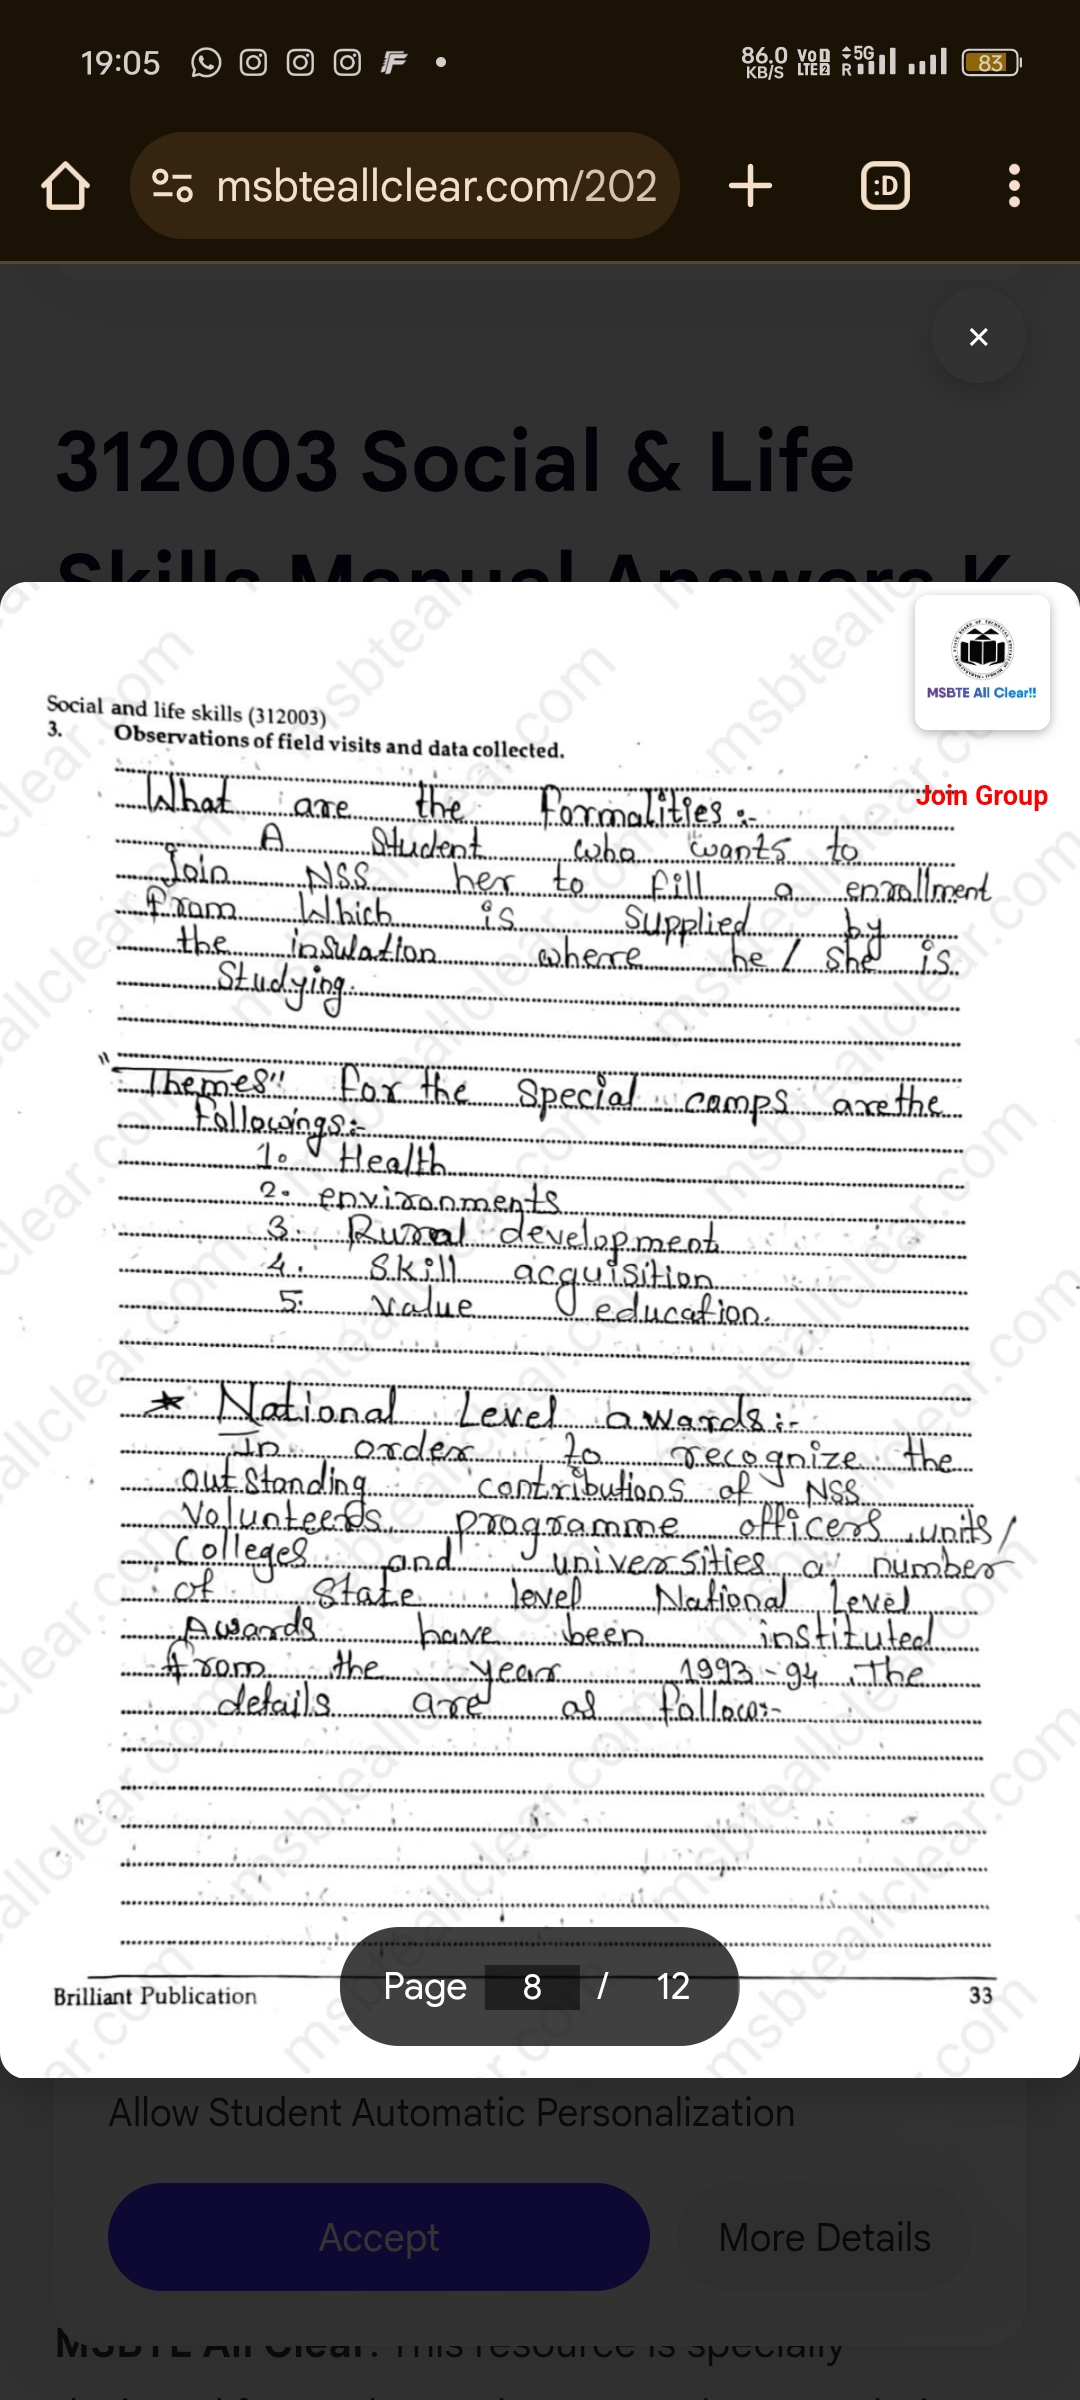 19:05
86.0 KB/S VoD LTE2 5G R 83
msbteallclear.com/202
:D
312003 Social & Life
Skills Manual Answers K
MSBTE All Clear!!
Join Group
Social and life skills (312003)
3. Observations of field visits and data collected.
What are the Formalities:-
A Student who wants to
Join NSS her to fill a enrollment
from Which is supplied by
the insulation where he / she is
Studying.
"Themes" for the Special camps are the
Followings:-
1. Health
2. environments
3. Rural development
4. Skill acquisition
5. value education.
* National Level awards:-
In order to recognize the
outStanding contributions of NSS
Volunteers, programme officers units/
Colleges and universities a number
of State level National Level
Awards have been instituted
from the year 1993-94. The
details are as follow:-
Brilliant Publication
33
Page 8 / 12
Allow Student Automatic Personalization
Accept
More Details
MSBTE All Clear. This resource is specially